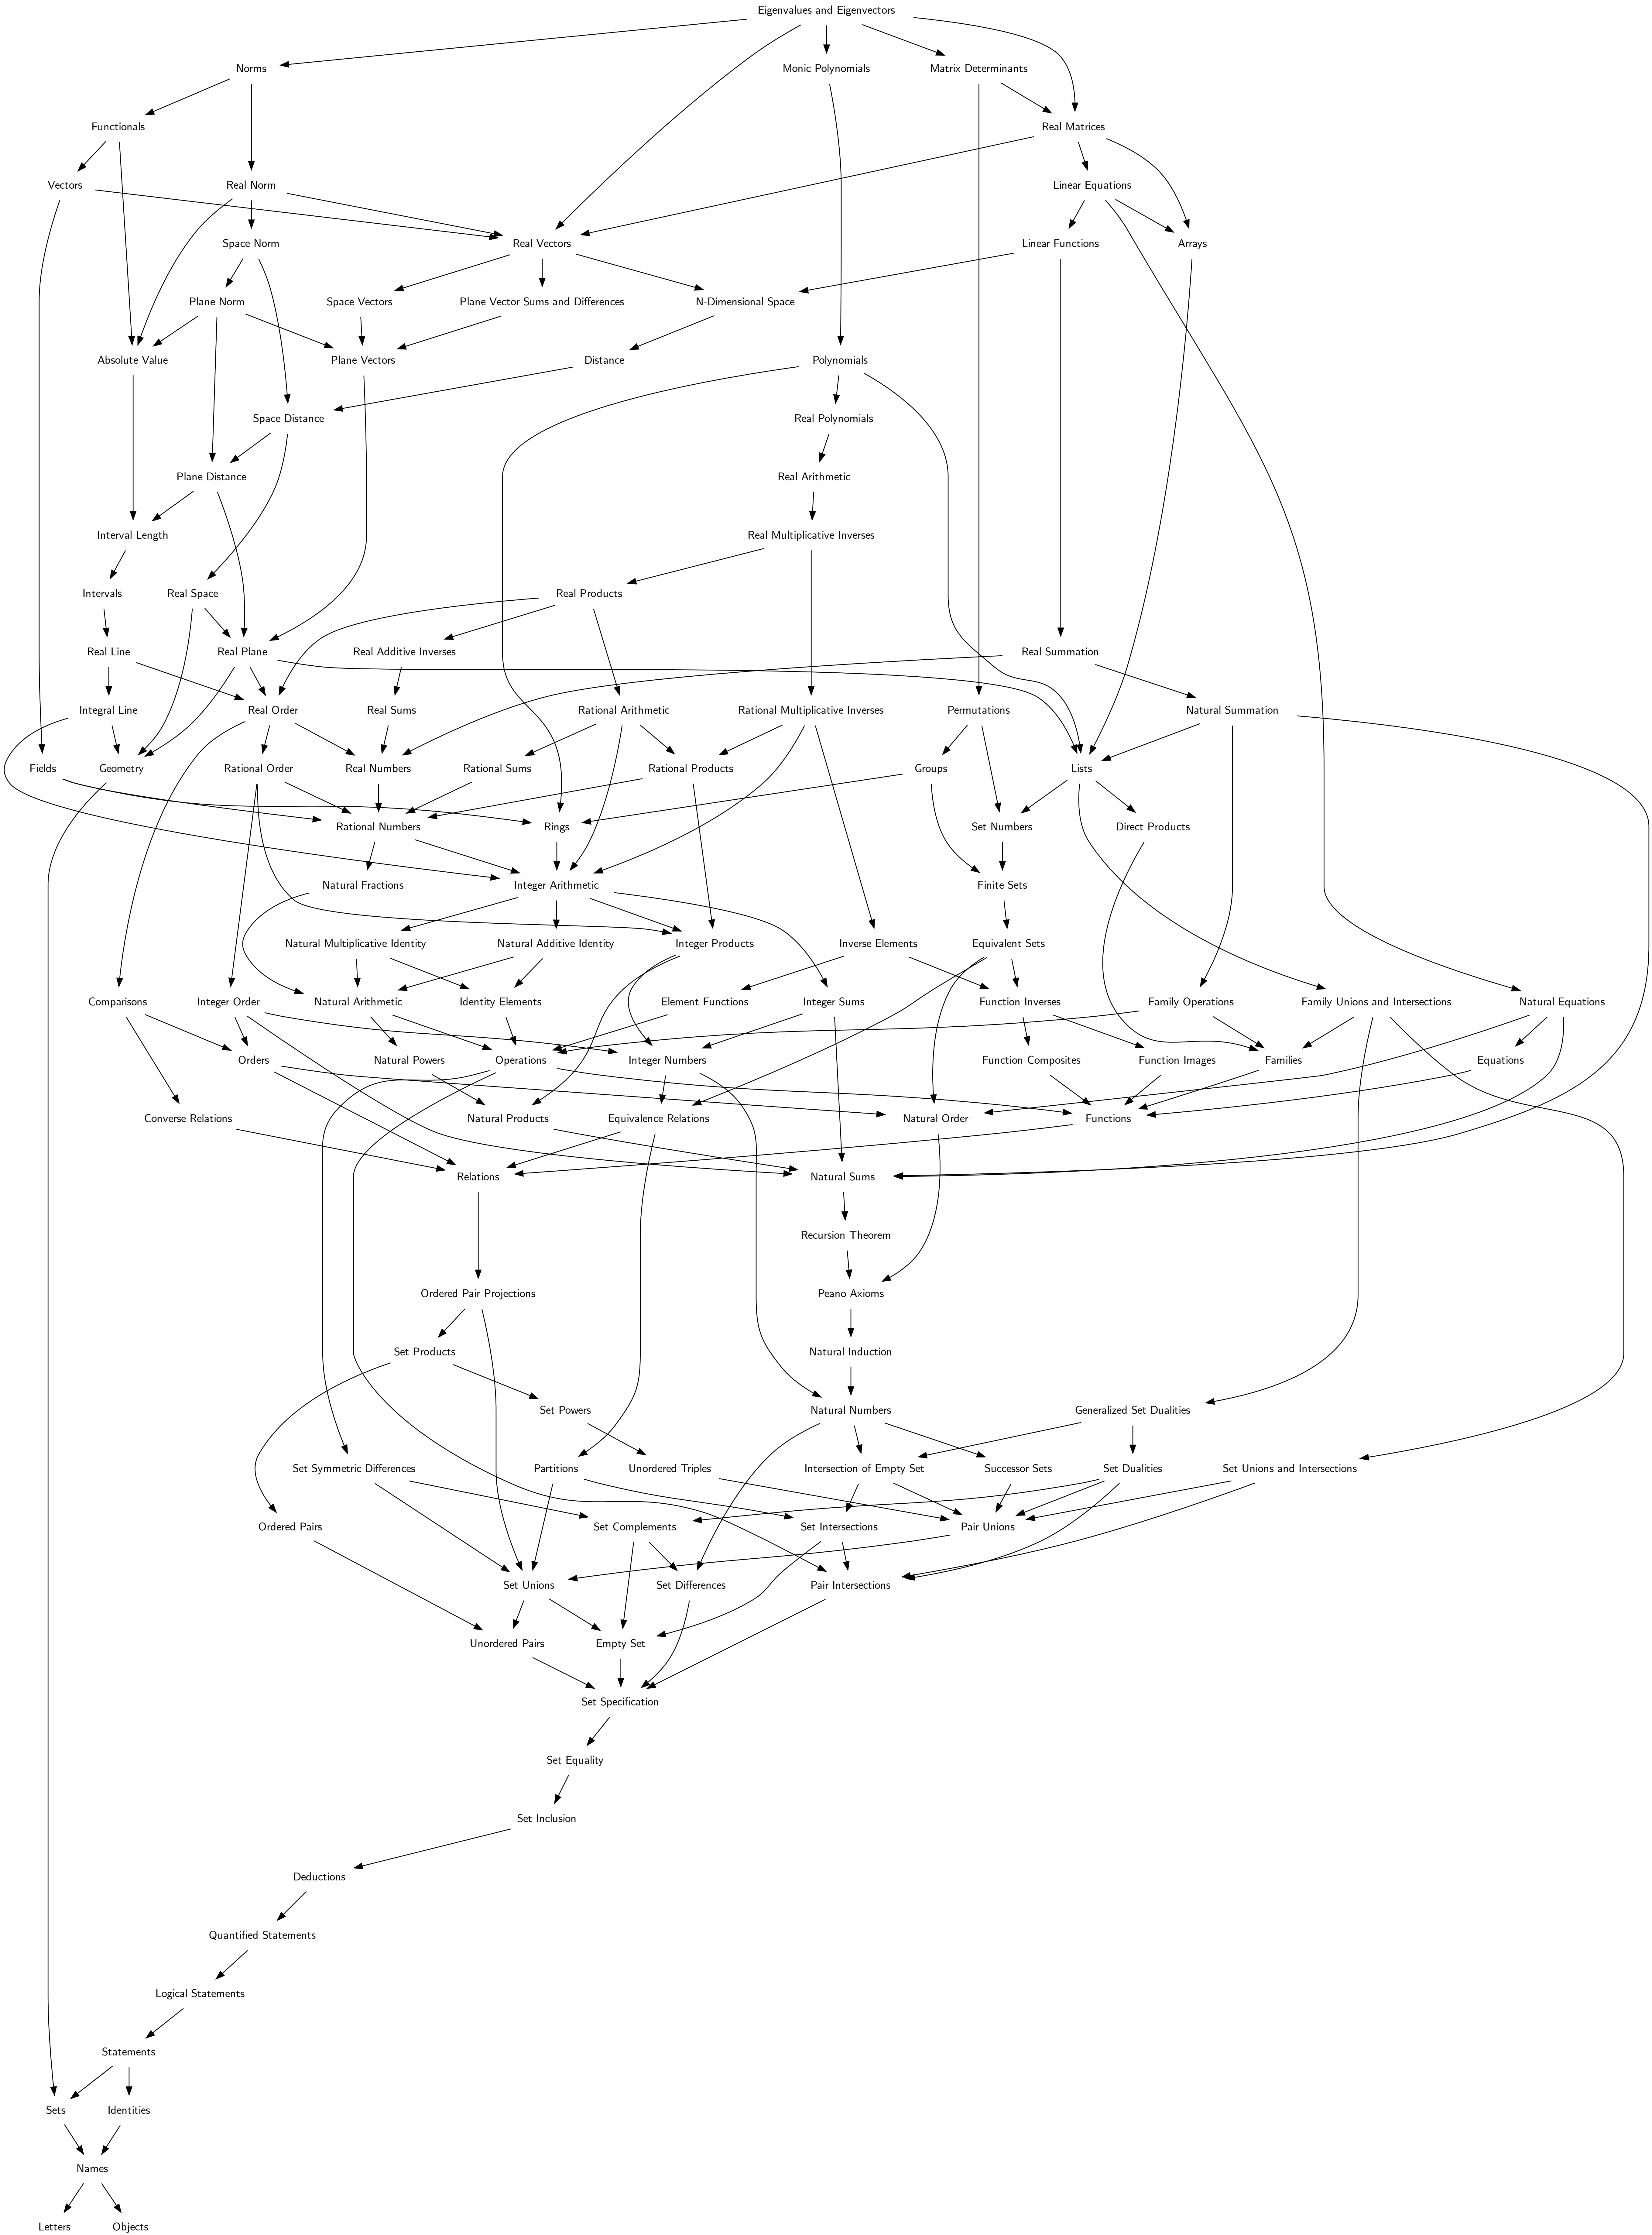 Eigenvalues and Eigenvectors
Norms
Monic Polynomials
Matrix Determinants
Functionals
Real Matrices
Vectors
Real Norm
Linear Equations
Space Norm
Real Vectors
Linear Functions
Arrays
Plane Norm
Space Vectors
Plane Vector Sums and Differences
N-Dimensional Space
Absolute Value
Plane Vectors
Distance
Polynomials
Space Distance
Real Polynomials
Plane Distance
Real Arithmetic
Interval Length
Real Multiplicative Inverses
Intervals
Real Space
Real Products
Real Line
Real Plane
Real Additive Inverses
Real Summation
Integral Line
Real Order
Real Sums
Rational Arithmetic
Rational Multiplicative Inverses
Permutations
Natural Summation
Fields
Geometry
Rational Order
Real Numbers
Rational Sums
Rational Products
Groups
Lists
Rational Numbers
Rings
Set Numbers
Direct Products
Natural Fractions
Integer Arithmetic
Finite Sets
Natural Multiplicative Identity
Natural Additive Identity
Integer Products
Inverse Elements
Equivalent Sets
Comparisons
Integer Order
Natural Arithmetic
Identity Elements
Element Functions
Integer Sums
Function Inverses
Family Operations
Family Unions and Intersections
Natural Equations
Orders
Natural Powers
Operations
Integer Numbers
Function Composites
Function Images
Families
Equations
Converse Relations
Natural Products
Equivalence Relations
Natural Order
Functions
Relations
Natural Sums
Recursion Theorem
Ordered Pair Projections
Peano Axioms
Set Products
Natural Induction
Set Powers
Natural Numbers
Generalized Set Dualities
Set Symmetric Differences
Partitions
Unordered Triples
Intersection of Empty Set
Successor Sets
Set Dualities
Set Unions and Intersections
Ordered Pairs
Set Complements
Set Intersections
Pair Unions
Set Unions
Set Differences
Pair Intersections
Unordered Pairs
Empty Set
Set Specification
Set Equality
Set Inclusion
Deductions
Quantified Statements
Logical Statements
Statements
Sets
Identities
Names
Letters
Objects